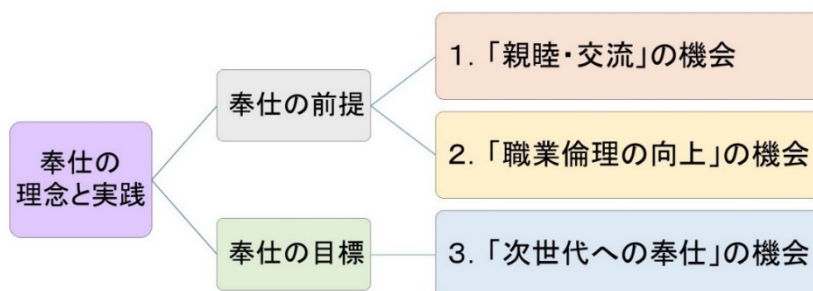 奉仕の
理念と実践
奉仕の前提
1．「親睦・交流」の機会
2．「職業倫理の向上」の機会
奉仕の目標
3．「次世代への奉仕」の機会